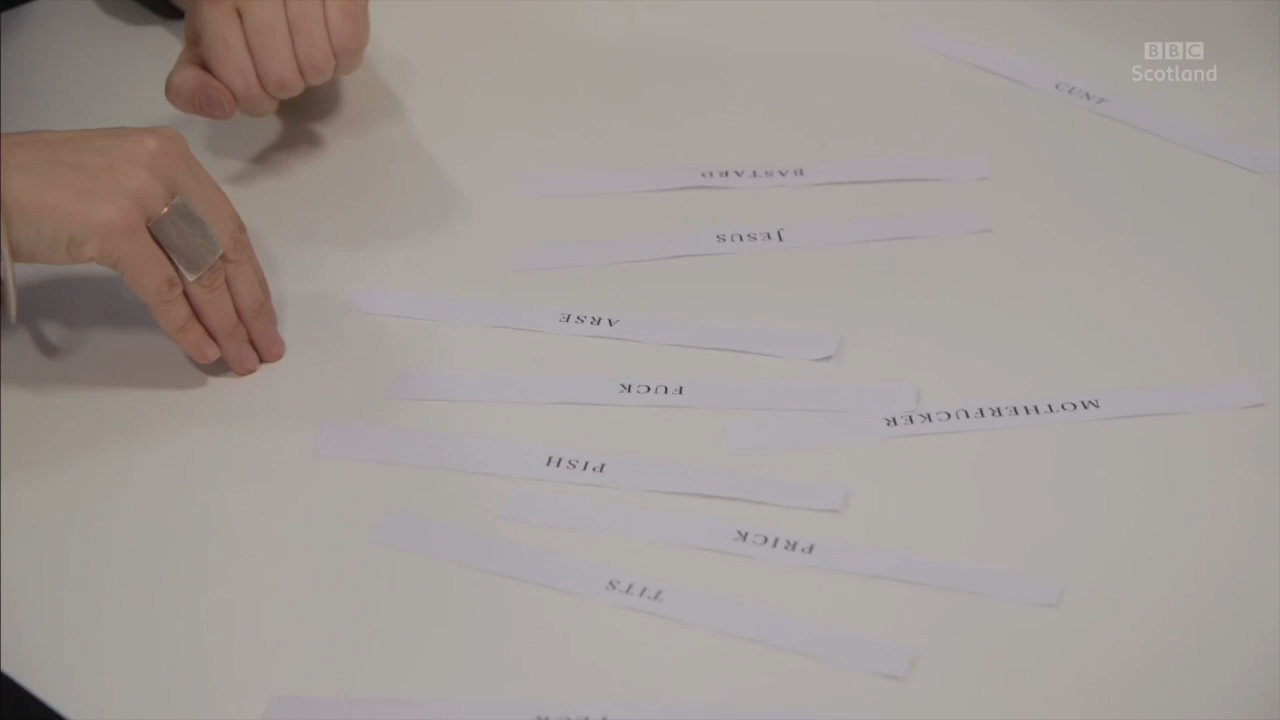 BBC
Scotland
CUNT
BASTARD
JESUS
ARSE
FUCK
MOTHERFUCKER
PISH
PRICK
TITS